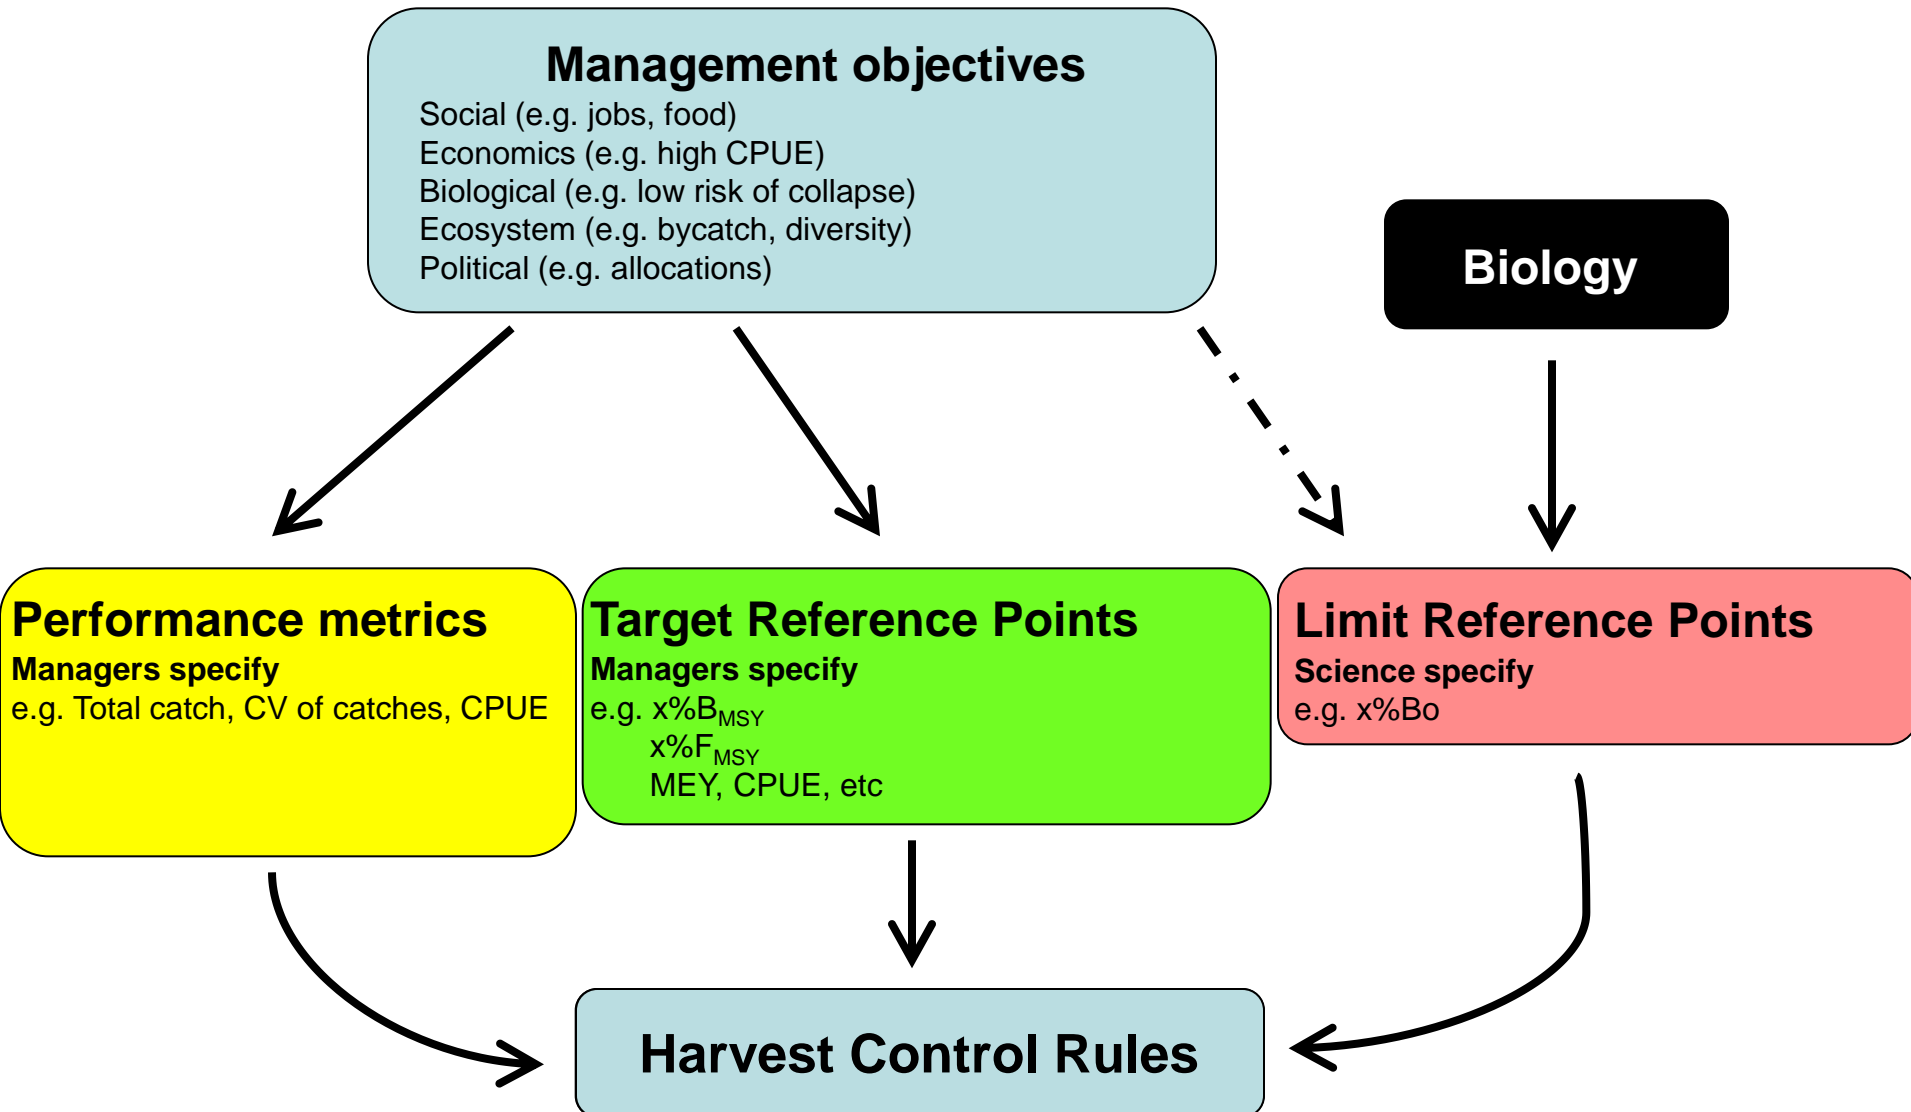 Management objectives
Social (e.g. jobs, food)
Economics (e.g. high CPUE)
Biological (e.g. low risk of collapse)
Ecosystem (e.g. bycatch, diversity)
Political (e.g. allocations)
Biology
Performance metrics
Managers specify
e.g. Total catch, CV of catches, CPUE
Target Reference Points
Managers specify
e.g. x%BMSY
x%FMSY
MEY, CPUE, etc
Limit Reference Points
Science specify
e.g. x%Bo
Harvest Control Rules